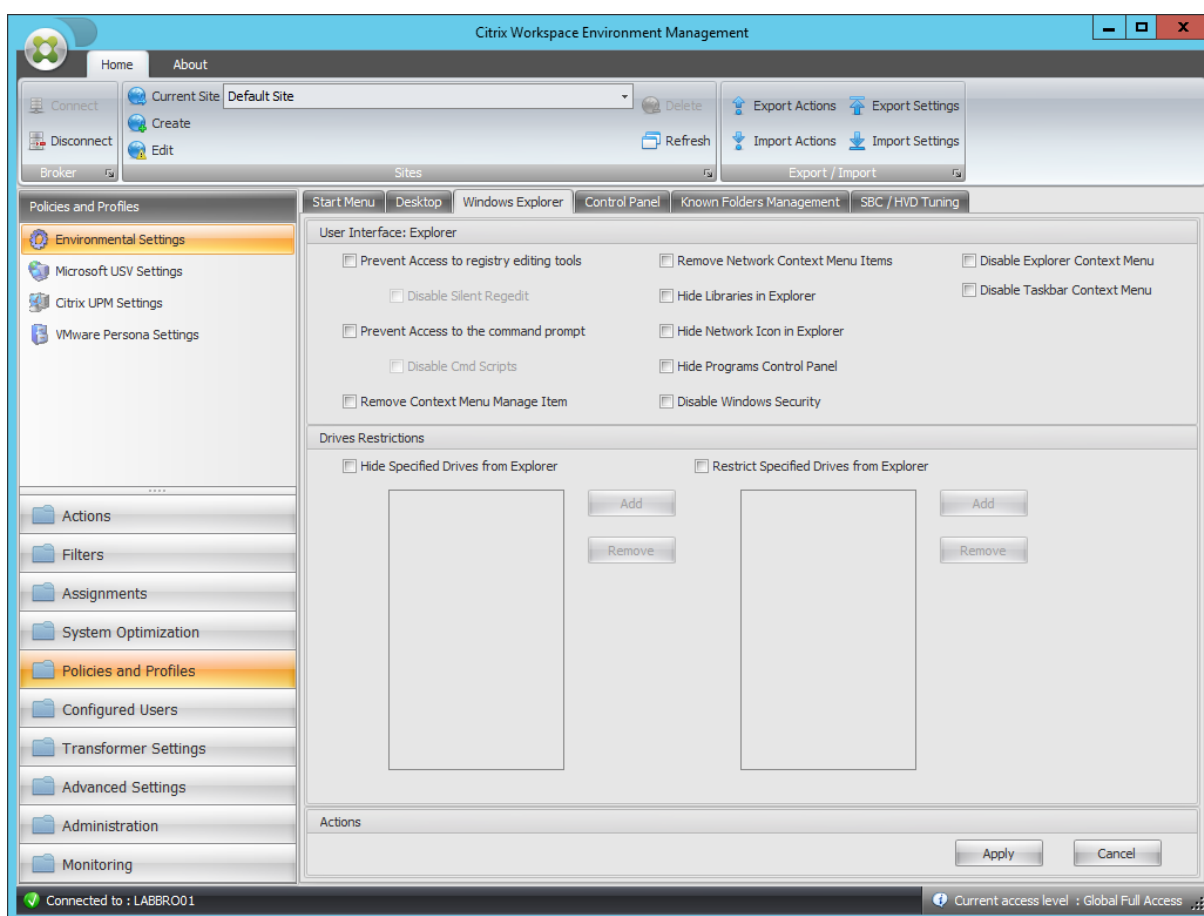 Citrix Workspace Environment Management
Home About
Connect
Disconnect
Broker
Current Site Default Site
Create
Edit
Delete
Refresh
Sites
Export Actions Export Settings
Import Actions Import Settings
Export / Import
Policies and Profiles
Environmental Settings
Microsoft USV Settings
Citrix UPM Settings
VMware Persona Settings
Actions
Filters
Assignments
System Optimization
Policies and Profiles
Configured Users
Transformer Settings
Advanced Settings
Administration
Monitoring
Start Menu Desktop Windows Explorer Control Panel Known Folders Management SBC / HVD Tuning
User Interface: Explorer
Prevent Access to registry editing tools Remove Network Context Menu Items Disable Explorer Context Menu
Disable Silent Regedit Hide Libraries in Explorer Disable Taskbar Context Menu
Prevent Access to the command prompt Hide Network Icon in Explorer
Disable Cmd Scripts Hide Programs Control Panel
Remove Context Menu Manage Item Disable Windows Security
Drives Restrictions
Hide Specified Drives from Explorer Restrict Specified Drives from Explorer
Add Add
Remove Remove
Actions
Apply Cancel
Connected to : LABBRO01 Current access level : Global Full Access